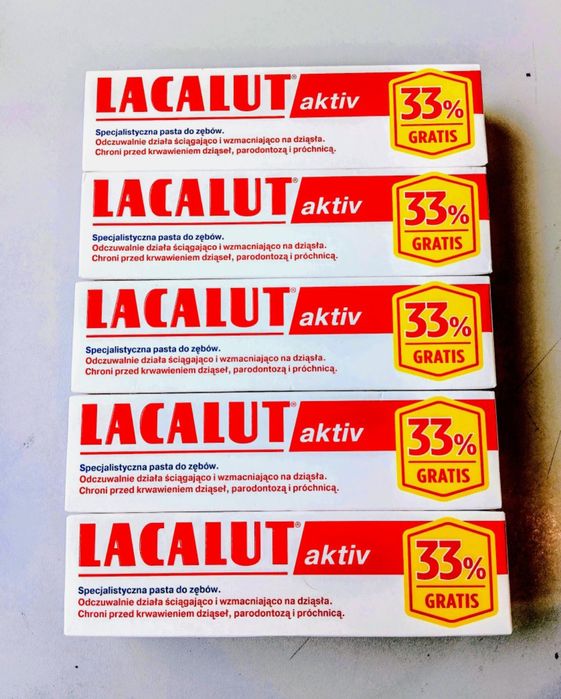 LACALUT® aktiv 33%
GRATIS
Specjalistyczna pasta do zębów.
Odczuwalnie działa ściągająco i wzmacniająco na dziąsła.
Chroni przed krwawieniem dziąseł, parodontozą i próchnicą.
LACALUT® aktiv 33%
GRATIS
Specjalistyczna pasta do zębów.
Odczuwalnie działa ściągająco i wzmacniająco na dziąsła.
Chroni przed krwawieniem dziąseł, parodontozą i próchnicą.
LACALUT® aktiv 33%
GRATIS
Specjalistyczna pasta do zębów.
Odczuwalnie działa ściągająco i wzmacniająco na dziąsła.
Chroni przed krwawieniem dziąseł, parodontozą i próchnicą.
LACALUT® aktiv 33%
GRATIS
Specjalistyczna pasta do zębów.
Odczuwalnie działa ściągająco i wzmacniająco na dziąsła.
Chroni przed krwawieniem dziąseł, parodontozą i próchnicą.
LACALUT® aktiv 33%
GRATIS
Specjalistyczna pasta do zębów.
Odczuwalnie działa ściągająco i wzmacniająco na dziąsła.
Chroni przed krwawieniem dziąseł, parodontozą i próchnicą.